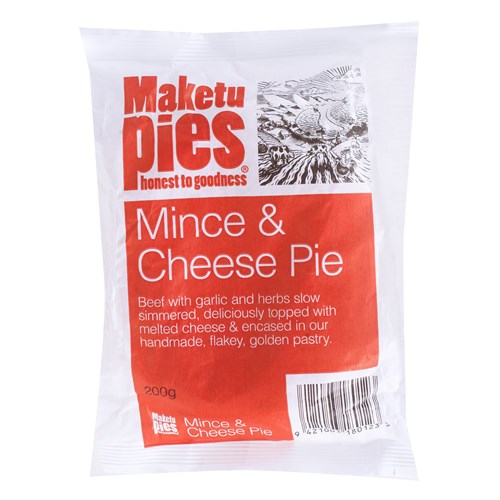 Maketu
pies®
honest to goodness
Mince &
Cheese Pie
Beef with garlic and herbs slow
simmered, deliciously topped with
melted cheese & encased in our
handmade, flakey, golden pastry.
200g
Maketu
pies
Mince &
Cheese Pie